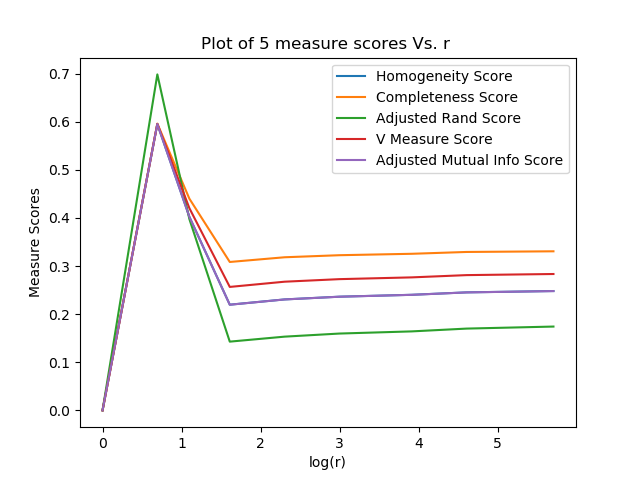 Plot of 5 measure scores Vs. r
Homogeneity Score
Completeness Score
Adjusted Rand Score
V Measure Score
Adjusted Mutual Info Score
Measure Scores
0.7
0.6
0.5
0.4
0.3
0.2
0.1
0.0
0 1 2 3 4 5
log(r)